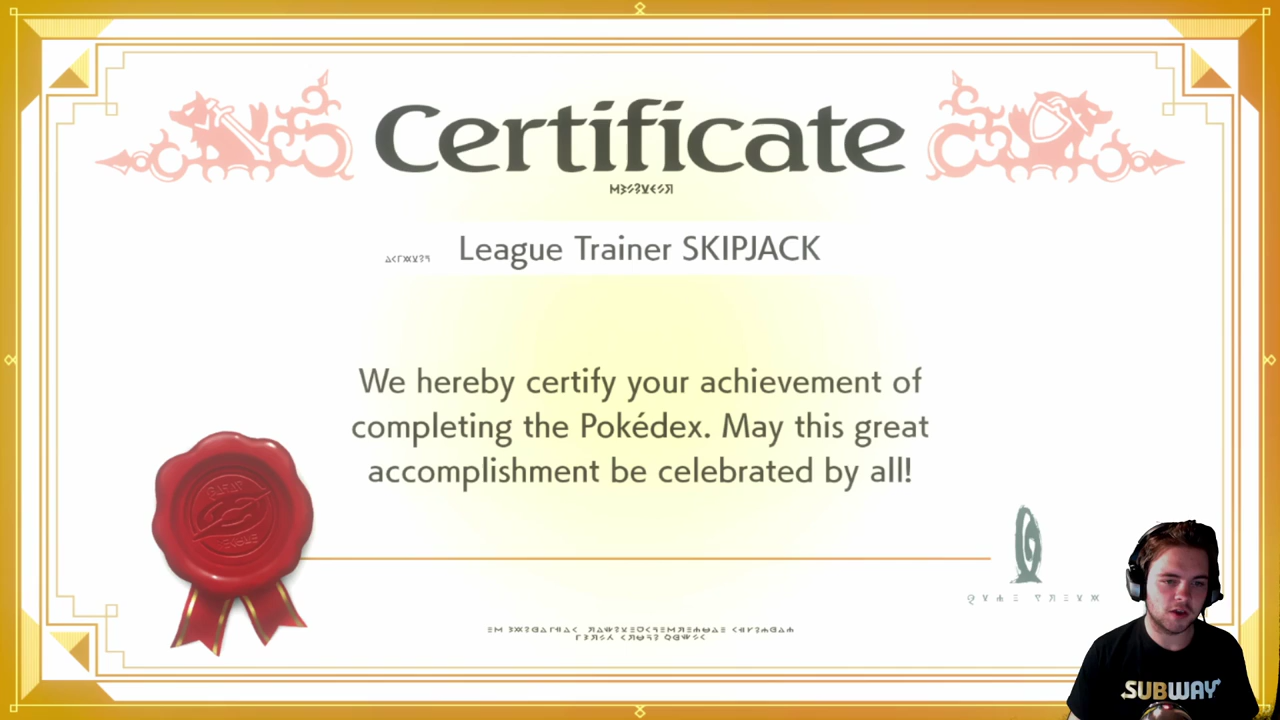 Certificate
League Trainer SKIPJACK
We hereby certify your achievement of
completing the Pokédex. May this great
accomplishment be celebrated by all!
SUBWAY